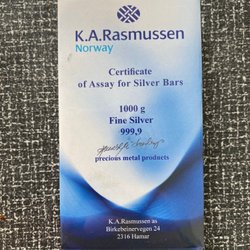 K.A.Rasmussen
Norway
Certificate
of Assay for Silver Bars
1000 g
Fine Silver
999,9
precious metal products
K.A.Rasmussen as
Birkebeinervegen 24
2316 Hamar